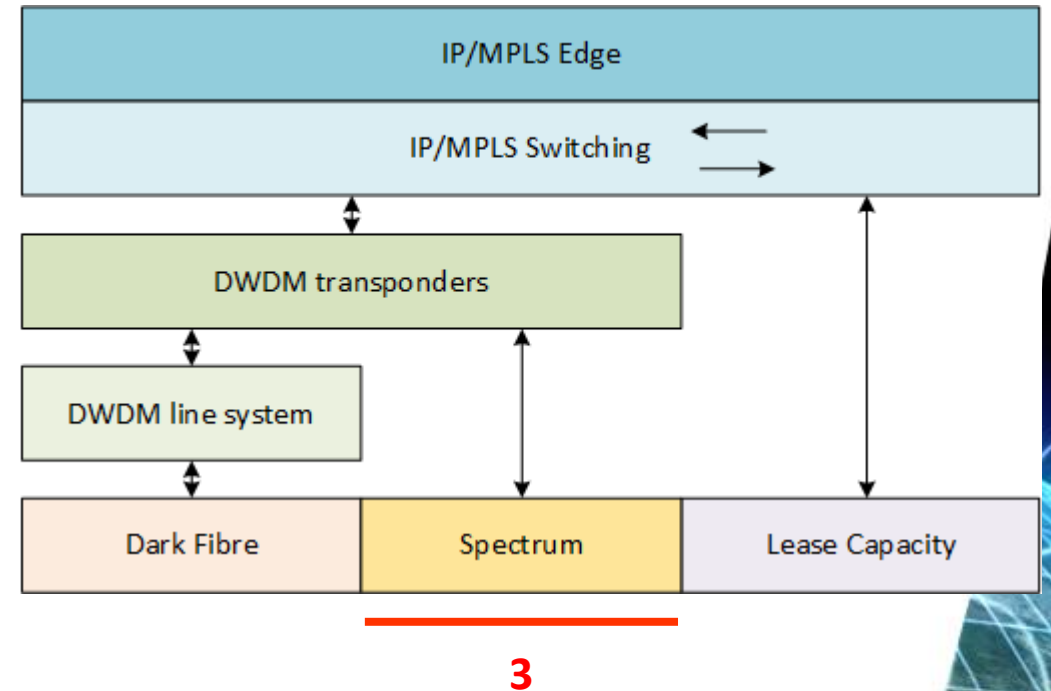 IP/MPLS Edge
IP/MPLS Switching
DWDM transponders
DWDM line system
Dark Fibre
Spectrum
Lease Capacity
3